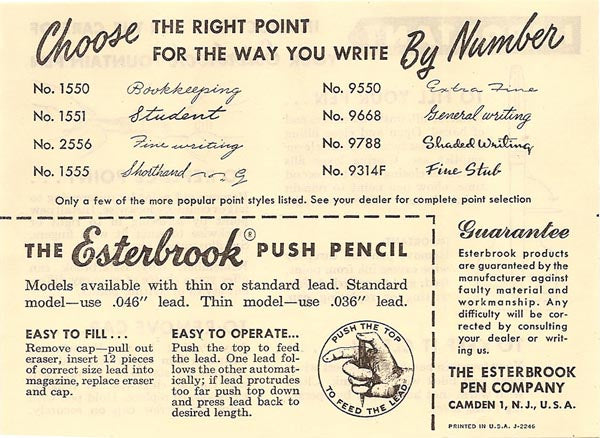 Choose THE RIGHT POINT
FOR THE WAY YOU WRITE By Number
No. 1550 Bookkeeping
No. 1551 Student
No. 2556 Fine writing
No. 1555 Shorthand
No. 9550 Extra Fine
No. 9668 General writing
No. 9788 Shaded Writing
No. 9314F Fine Stub
Only a few of the more popular point styles listed. See your dealer for complete point selection
THE Esterbrook® PUSH PENCIL
Models available with thin or standard lead. Standard
model—use .046″ lead. Thin model—use .036″ lead.
EASY TO FILL...
Remove cap—pull out
eraser, insert 12 pieces
of correct size lead into
magazine, replace eraser
and cap.
EASY TO OPERATE...
Push the top to feed
the lead. One lead fol-
lows the other automat-
ically; if lead protrudes
too far push top down
and press lead back to
desired length.
PUSH THE TOP
TO FEED THE LEAD
Guarantee
Esterbrook products
are guaranteed by the
manufacturer against
faulty material and
workmanship. Any
difficulty will be cor-
rected by consulting
your dealer or writ-
ing us.
THE ESTERBROOK
PEN COMPANY
CAMDEN 1, N.J., U.S.A.
PRINTED IN U.S.A. J-2246